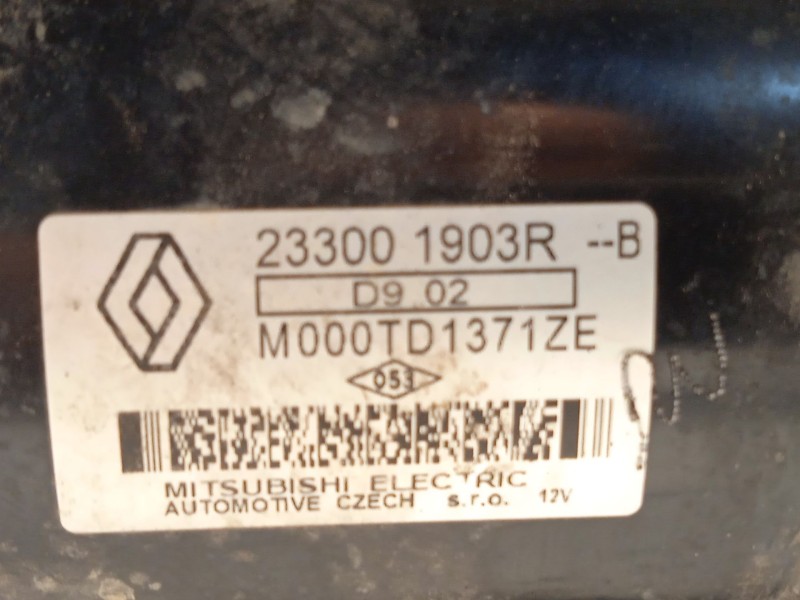 23300 1903R --B
D9 02
M000TD1371ZE
053
MITSUBISHI ELECTRIC
AUTOMOTIVE CZECH s.r.o. 12V